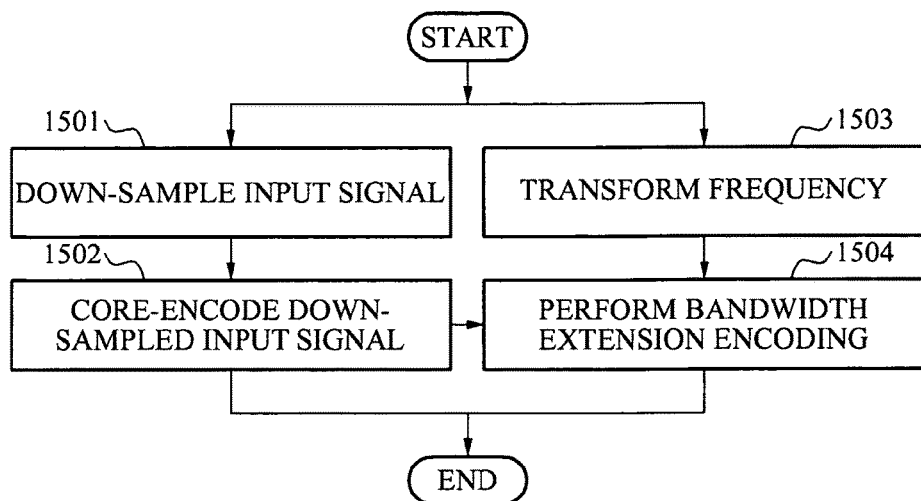 START
1501
1503
DOWN-SAMPLE INPUT SIGNAL
TRANSFORM FREQUENCY
1502
1504
CORE-ENCODE DOWN-
SAMPLED INPUT SIGNAL
PERFORM BANDWIDTH
EXTENSION ENCODING
END